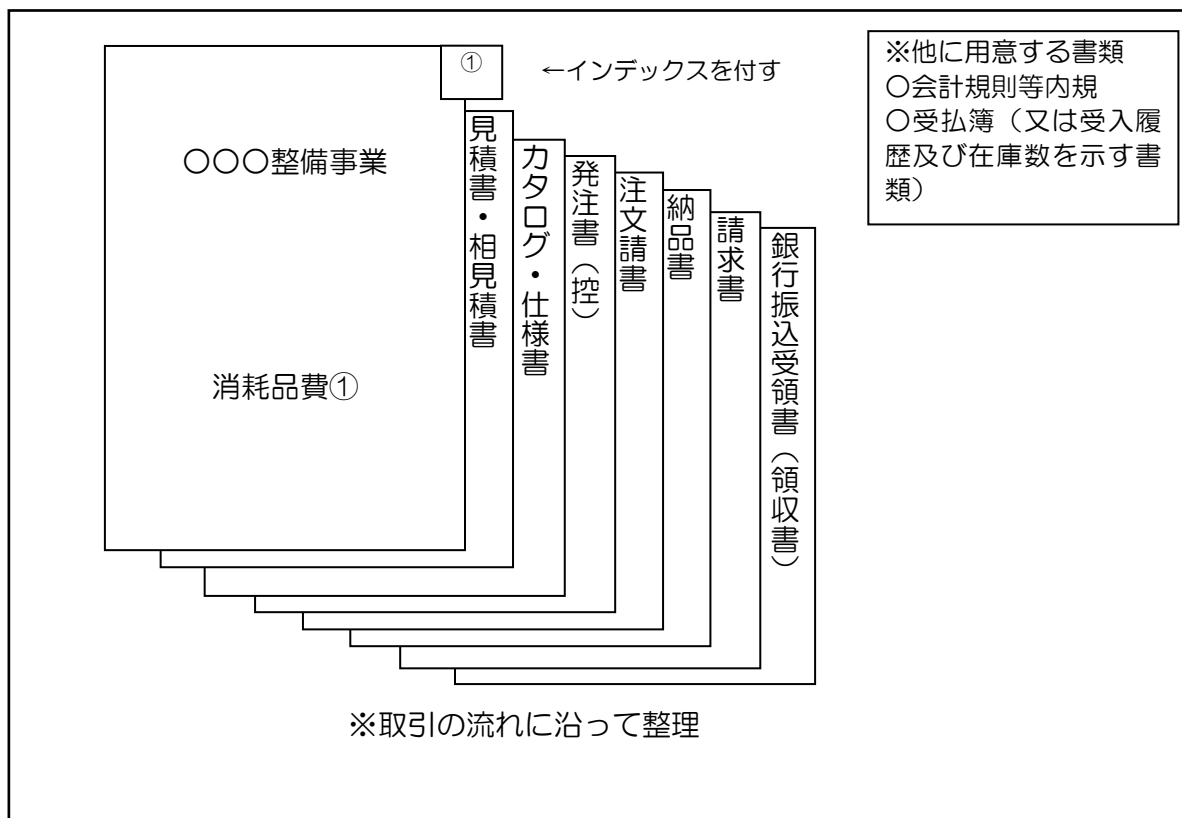 ①
←インデックスを付す
〇〇〇整備事業
消耗品費①
見積書・相見積書
カタログ・仕様書
発注書（控）
注文請書
納品書
請求書
銀行振込受領書（領収書）
※取引の流れに沿って整理
※他に用意する書類
〇会計規則等内規
〇受払簿（又は受入履
歴及び在庫数を示す書
類）